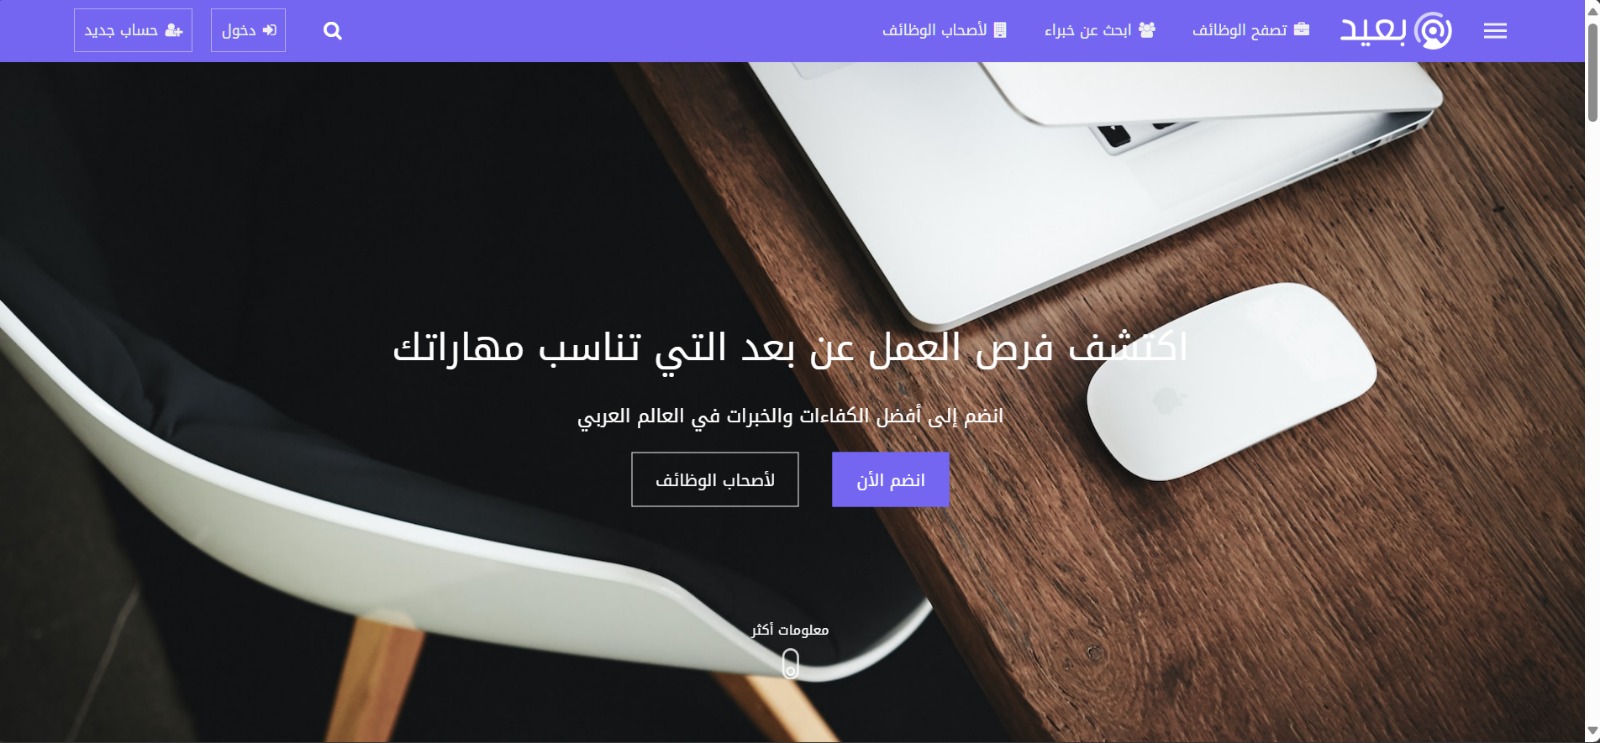 بعيد
تصفح الوظائف
ابحث عن خبراء
لأصحاب الوظائف
دخول
حساب جديد
اكتشف فرص العمل عن بعد التي تناسب مهاراتك
انضم إلى أفضل الكفاءات والخبرات في العالم العربي
انضم الأن
لأصحاب الوظائف
معلومات أكثر